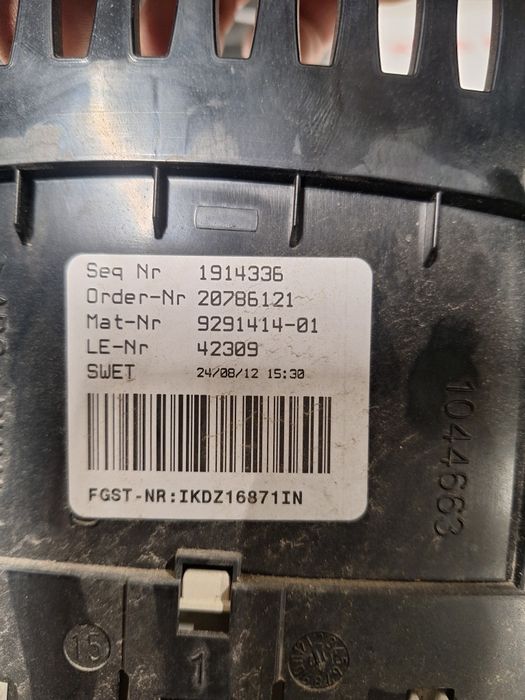 Seq Nr 1914336
Order-Nr 20786121
Mat-Nr 9291414-01
LE-Nr 42309
SWET 24/08/12 15:30
FGST-NR:IKDZ16871IN
1044663
15
1